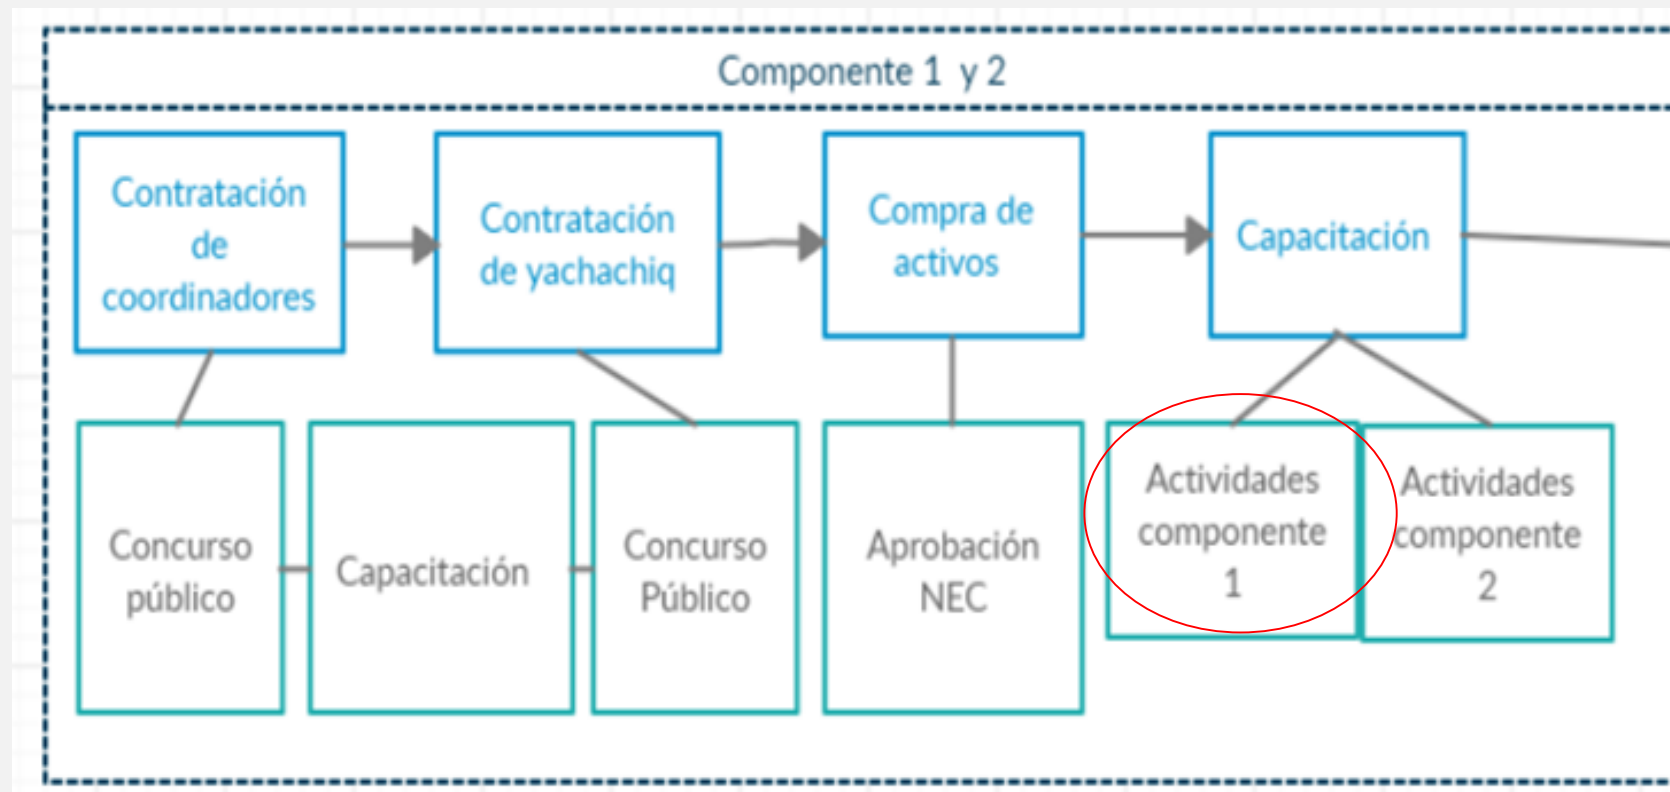 Componente 1 y 2
Contratación
de
coordinadores
Contratación
de yachachiq
Compra de
activos
Capacitación
Concurso
público
Capacitación
Concurso
Público
Aprobación
NEC
Actividades
componente
1
Actividades
componente
2